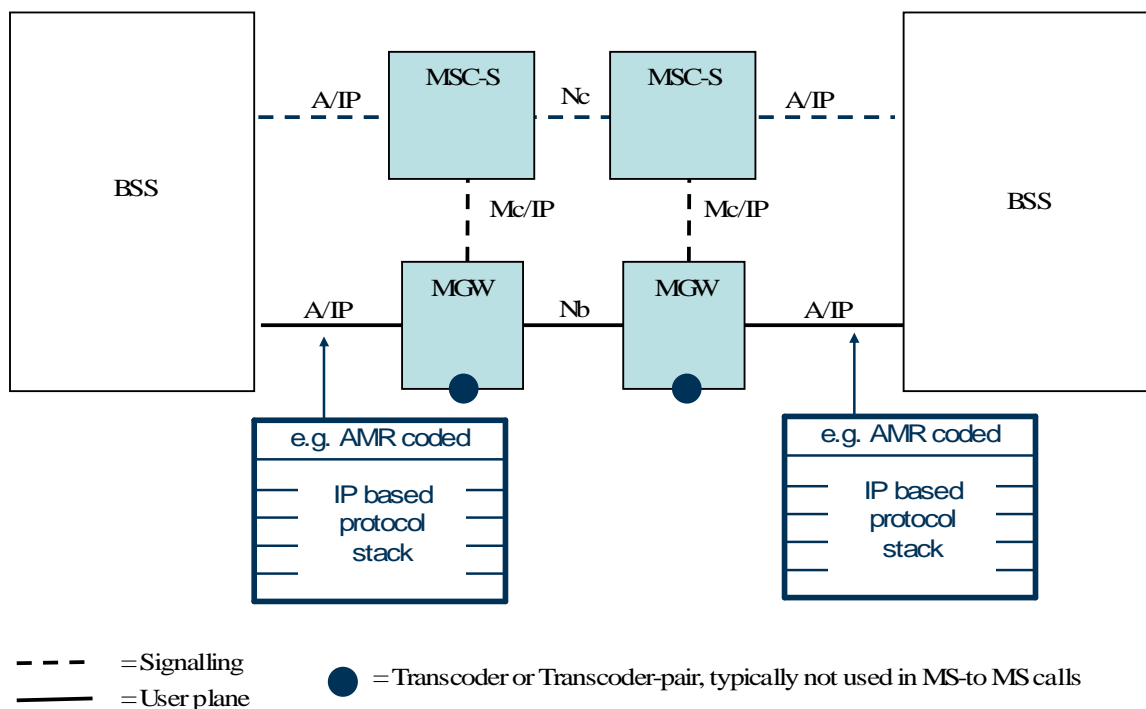 MSC-S
MSC-S
A/IP
Nc
A/IP
BSS
BSS
Mc/IP
Mc/IP
MGW
MGW
A/IP
Nb
A/IP
e.g. AMR coded
IP based
protocol
stack
e.g. AMR coded
IP based
protocol
stack
= Signalling
= User plane
= Transcoder or Transcoder-pair, typically not used in MS-to MS calls